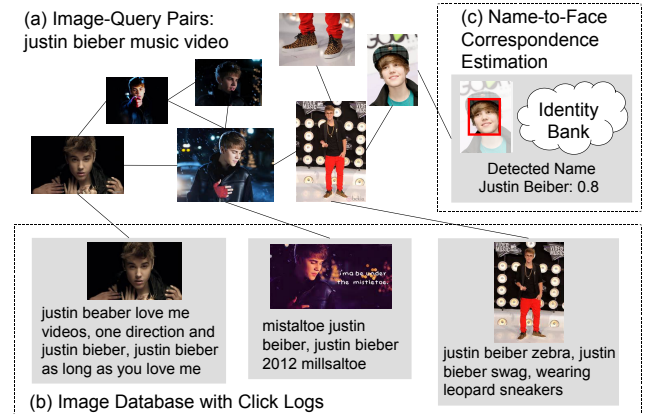 (a) Image-Query Pairs:
justin bieber music video
(c) Name-to-Face
Correspondence
Estimation
Identity
Bank
Detected Name
Justin Beiber: 0.8
i'ma be under
the mistletoe.
justin beaber love me
videos, one direction and
justin bieber, justin bieber
as long as you love me
mistaltoe justin
beiber, justin bieber
2012 millsaltoe
justin beiber zebra, justin
bieber swag, wearing
leopard sneakers
(b) Image Database with Click Logs